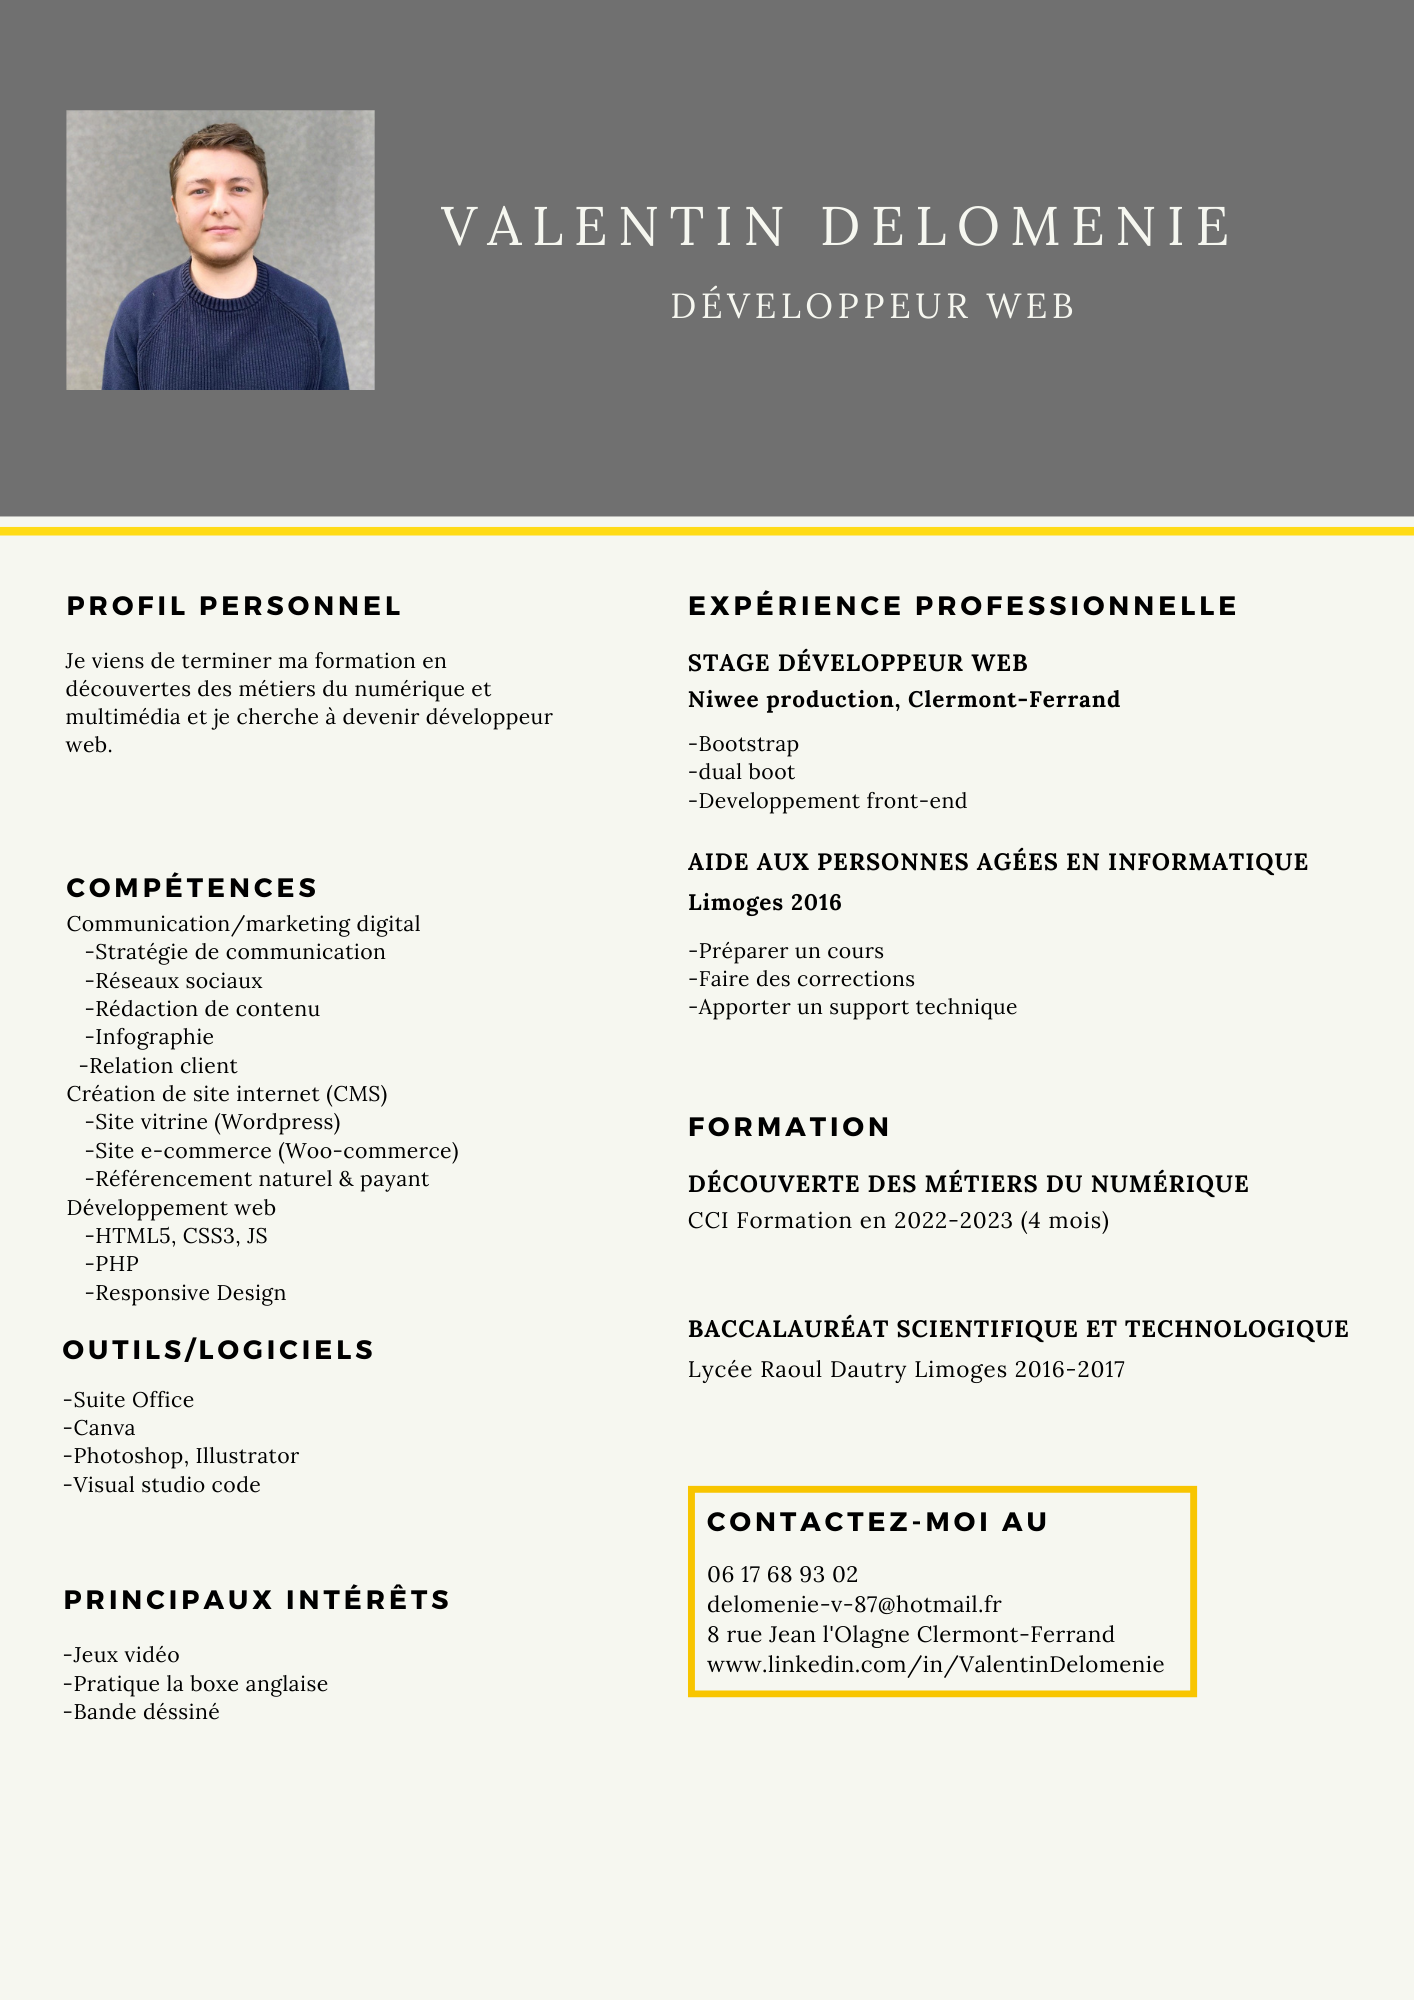 VALENTIN DELOMENIE
DÉVELOPPEUR WEB
PROFIL PERSONNEL
Je viens de terminer ma formation en
découvertes des métiers du numérique et
multimédia et je cherche à devenir développeur
web.
COMPÉTENCES
Communication/marketing digital
-Stratégie de communication
-Réseaux sociaux
-Rédaction de contenu
-Infographie
-Relation client
Création de site internet (CMS)
-Site vitrine (Wordpress)
-Site e-commerce (Woo-commerce)
-Référencement naturel & payant
Développement web
-HTML5, CSS3, JS
-PHP
-Responsive Design
OUTILS/LOGICIELS
-Suite Office
-Canva
-Photoshop, Illustrator
-Visual studio code
PRINCIPAUX INTÉRÊTS
-Jeux vidéo
-Pratique la boxe anglaise
-Bande déssiné
EXPÉRIENCE PROFESSIONNELLE
STAGE DÉVELOPPEUR WEB
Niwee production, Clermont-Ferrand
-Bootstrap
-dual boot
-Developpement front-end
AIDE AUX PERSONNES AGÉES EN INFORMATIQUE
Limoges 2016
-Préparer un cours
-Faire des corrections
-Apporter un support technique
FORMATION
DÉCOUVERTE DES MÉTIERS DU NUMÉRIQUE
CCI Formation en 2022-2023 (4 mois)
BACCALAURÉAT SCIENTIFIQUE ET TECHNOLOGIQUE
Lycée Raoul Dautry Limoges 2016-2017
CONTACTEZ-MOI AU
06 17 68 93 02
delomenie-v-87@hotmail.fr
8 rue Jean l'Olagne Clermont-Ferrand
www.linkedin.com/in/ValentinDelomenie